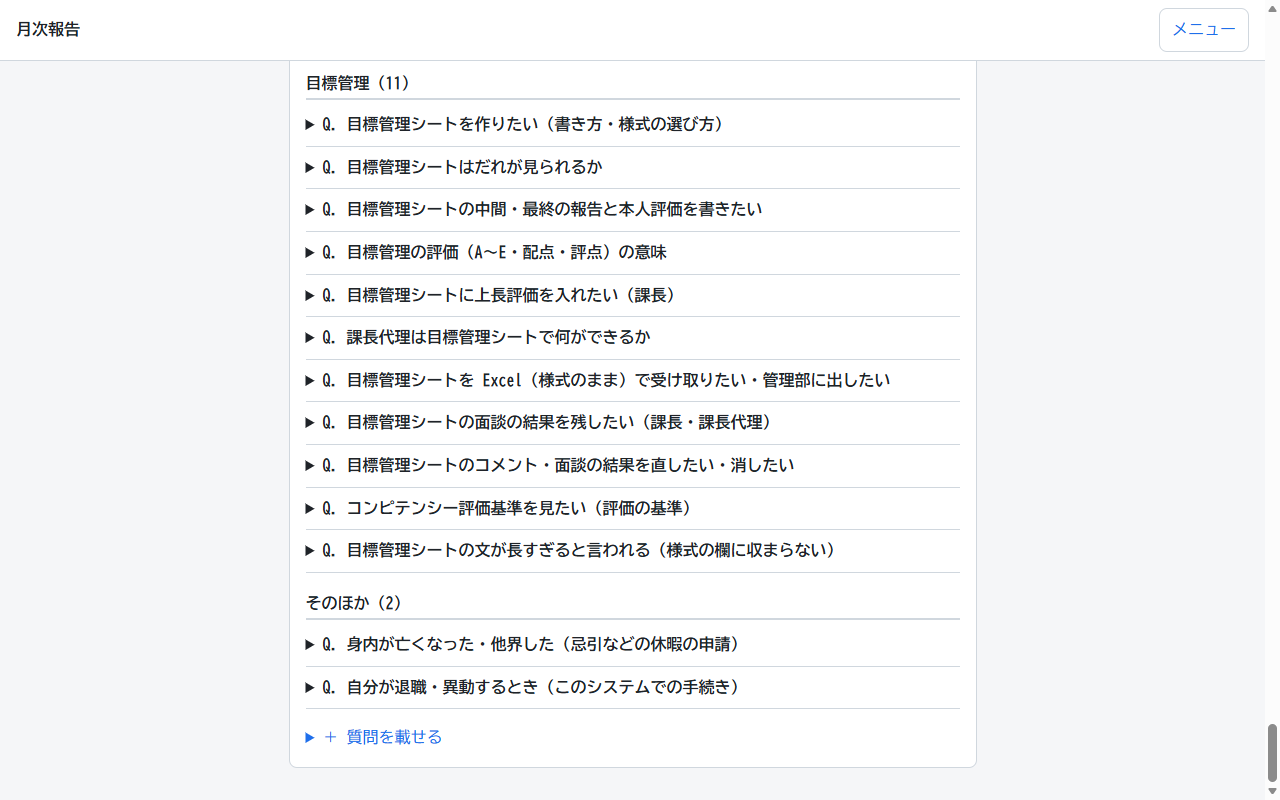 月次報告
メニュー
目標管理（11）
▶ Q. 目標管理シートを作りたい（書き方・様式の選び方）
▶ Q. 目標管理シートはだれが見られるか
▶ Q. 目標管理シートの中間・最終の報告と本人評価を書きたい
▶ Q. 目標管理の評価（A～E・配点・評点）の意味
▶ Q. 目標管理シートに上長評価を入れたい（課長）
▶ Q. 課長代理は目標管理シートで何ができるか
▶ Q. 目標管理シートを Excel（様式のまま）で受け取りたい・管理部に出したい
▶ Q. 目標管理シートの面談の結果を残したい（課長・課長代理）
▶ Q. 目標管理シートのコメント・面談の結果を直したい・消したい
▶ Q. コンピテンシー評価基準を見たい（評価の基準）
▶ Q. 目標管理シートの文が長すぎると言われる（様式の欄に収まらない）
そのほか（2）
▶ Q. 身内が亡くなった・他界した（忌引などの休暇の申請）
▶ Q. 自分が退職・異動するとき（このシステムでの手続き）
▶ ＋ 質問を載せる